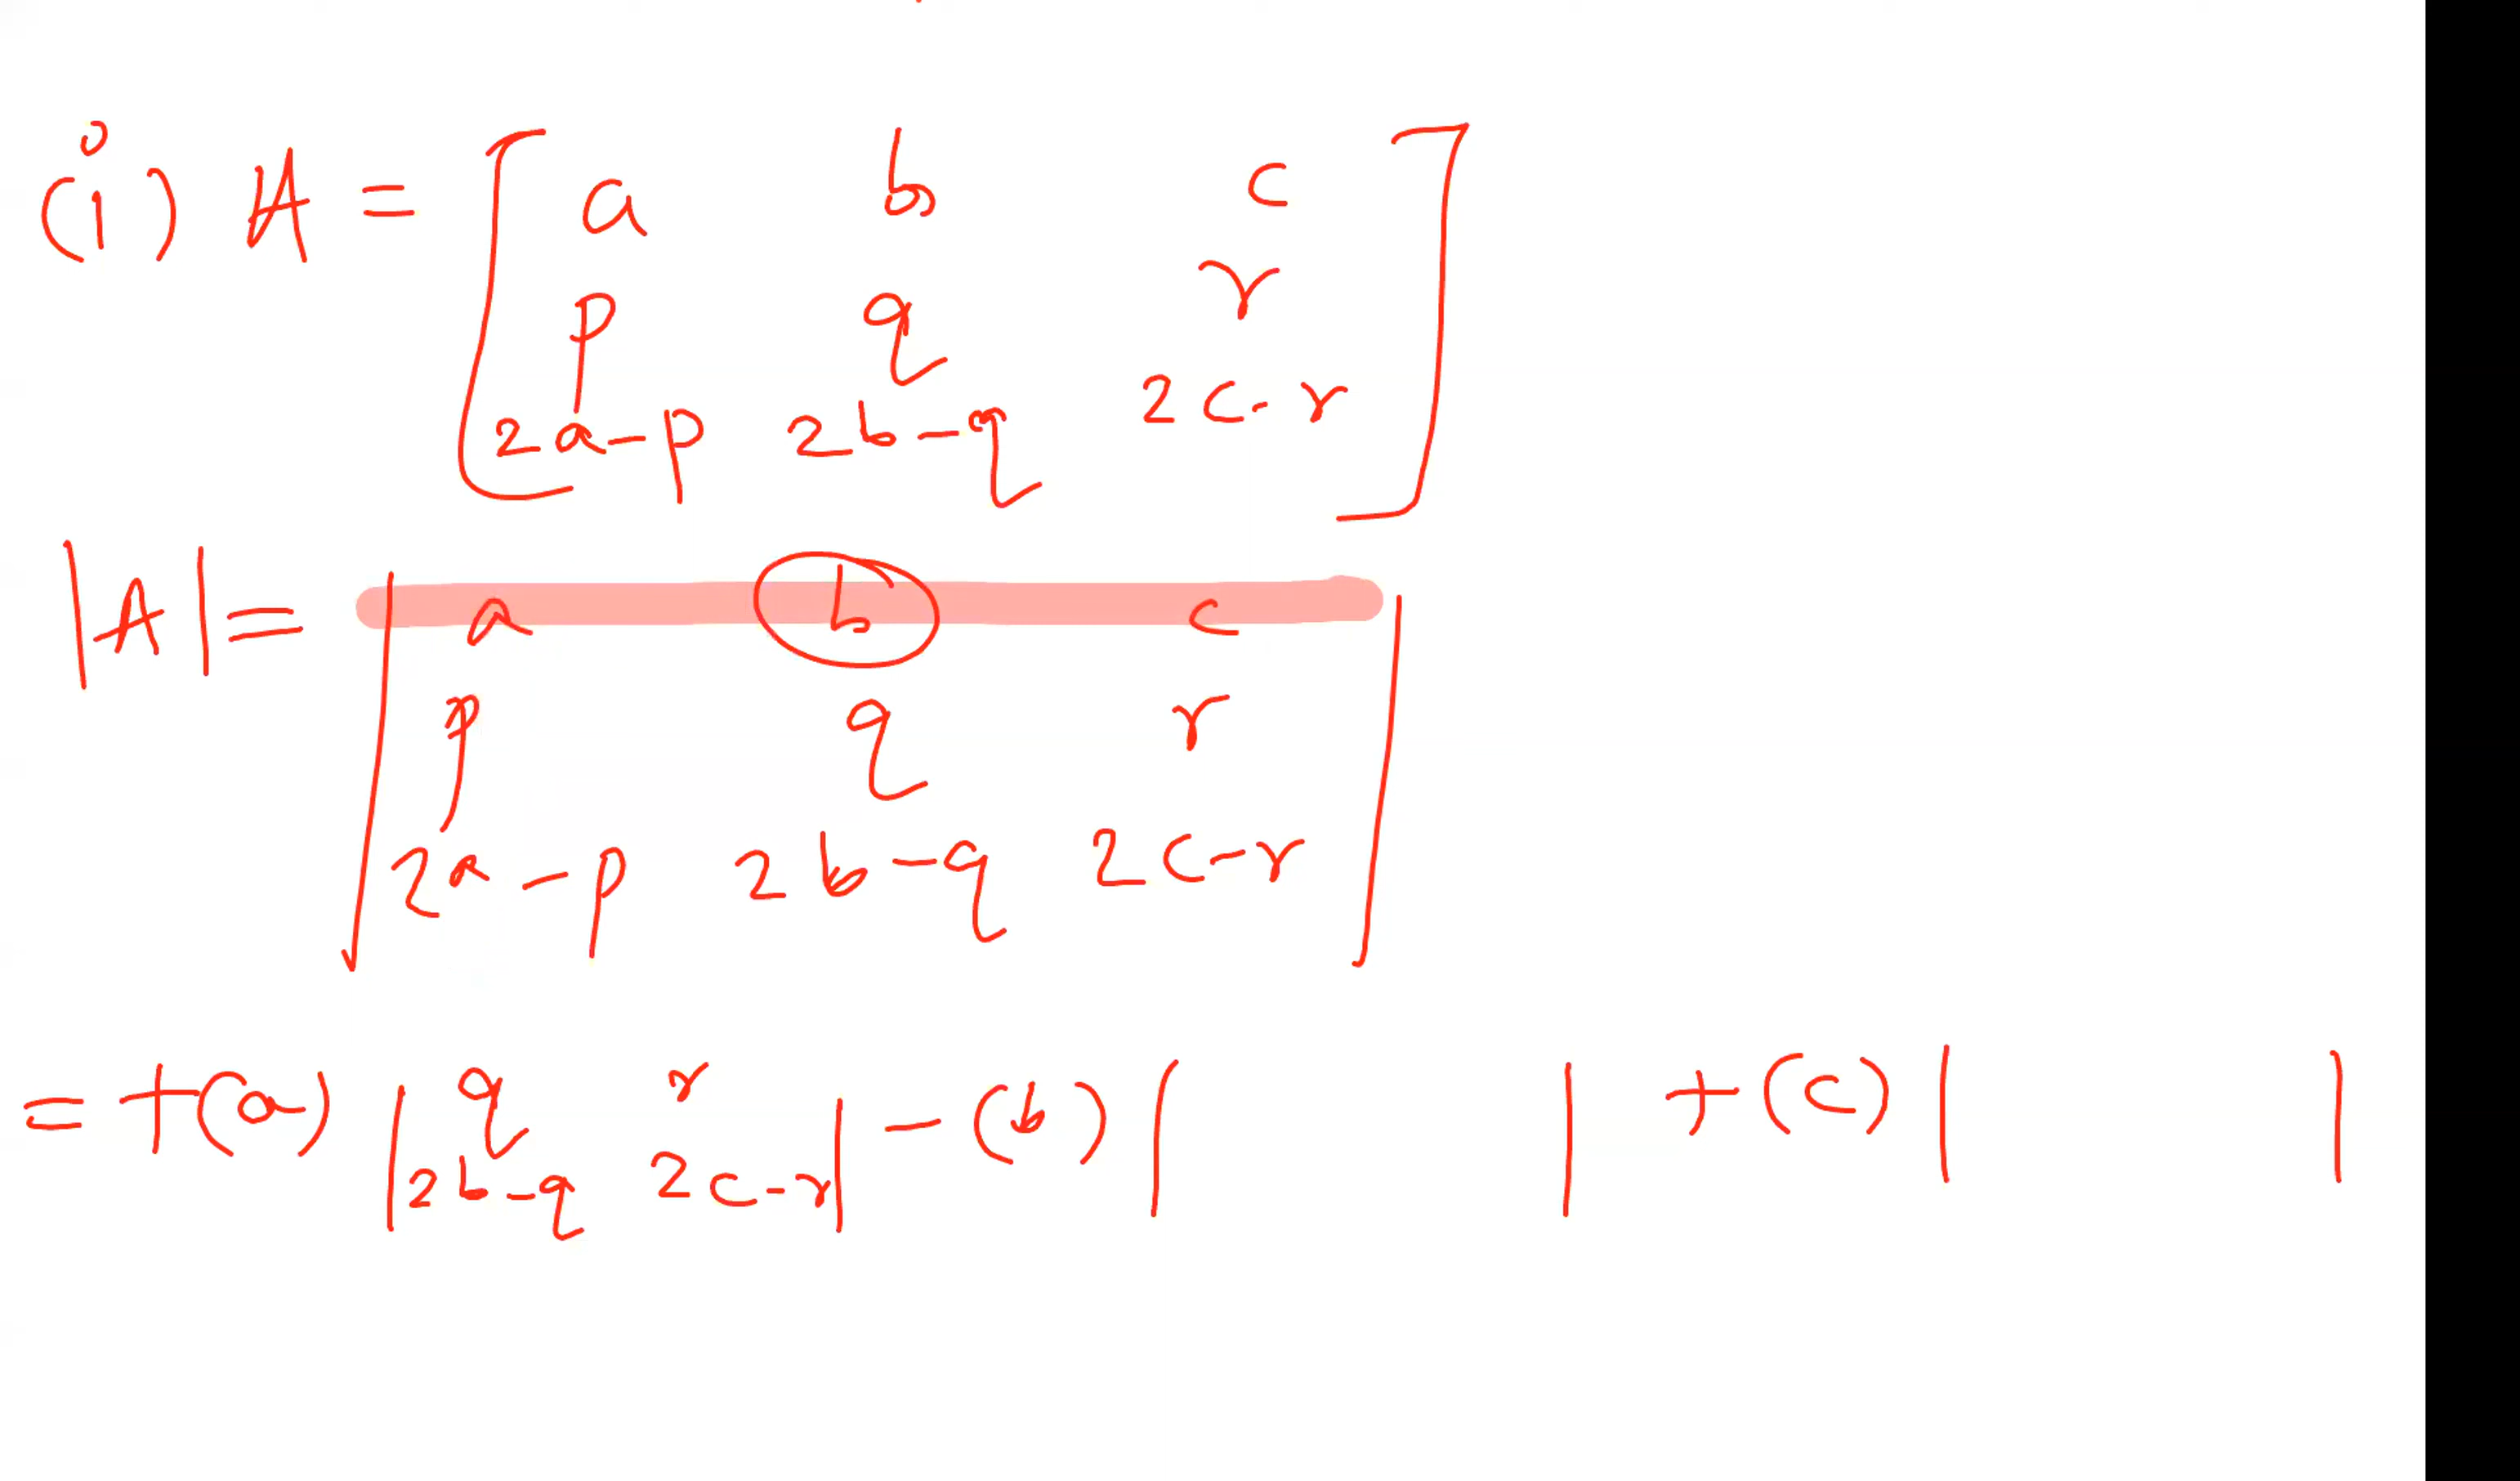 (i) A = [ a b c
p q r
2a-p 2b-q 2c-r ]
|A| = | a b c
p q r
2a-p 2b-q 2c-r |
= +(a) | q r | -(b) | | +(c) | |
2b-q 2c-r